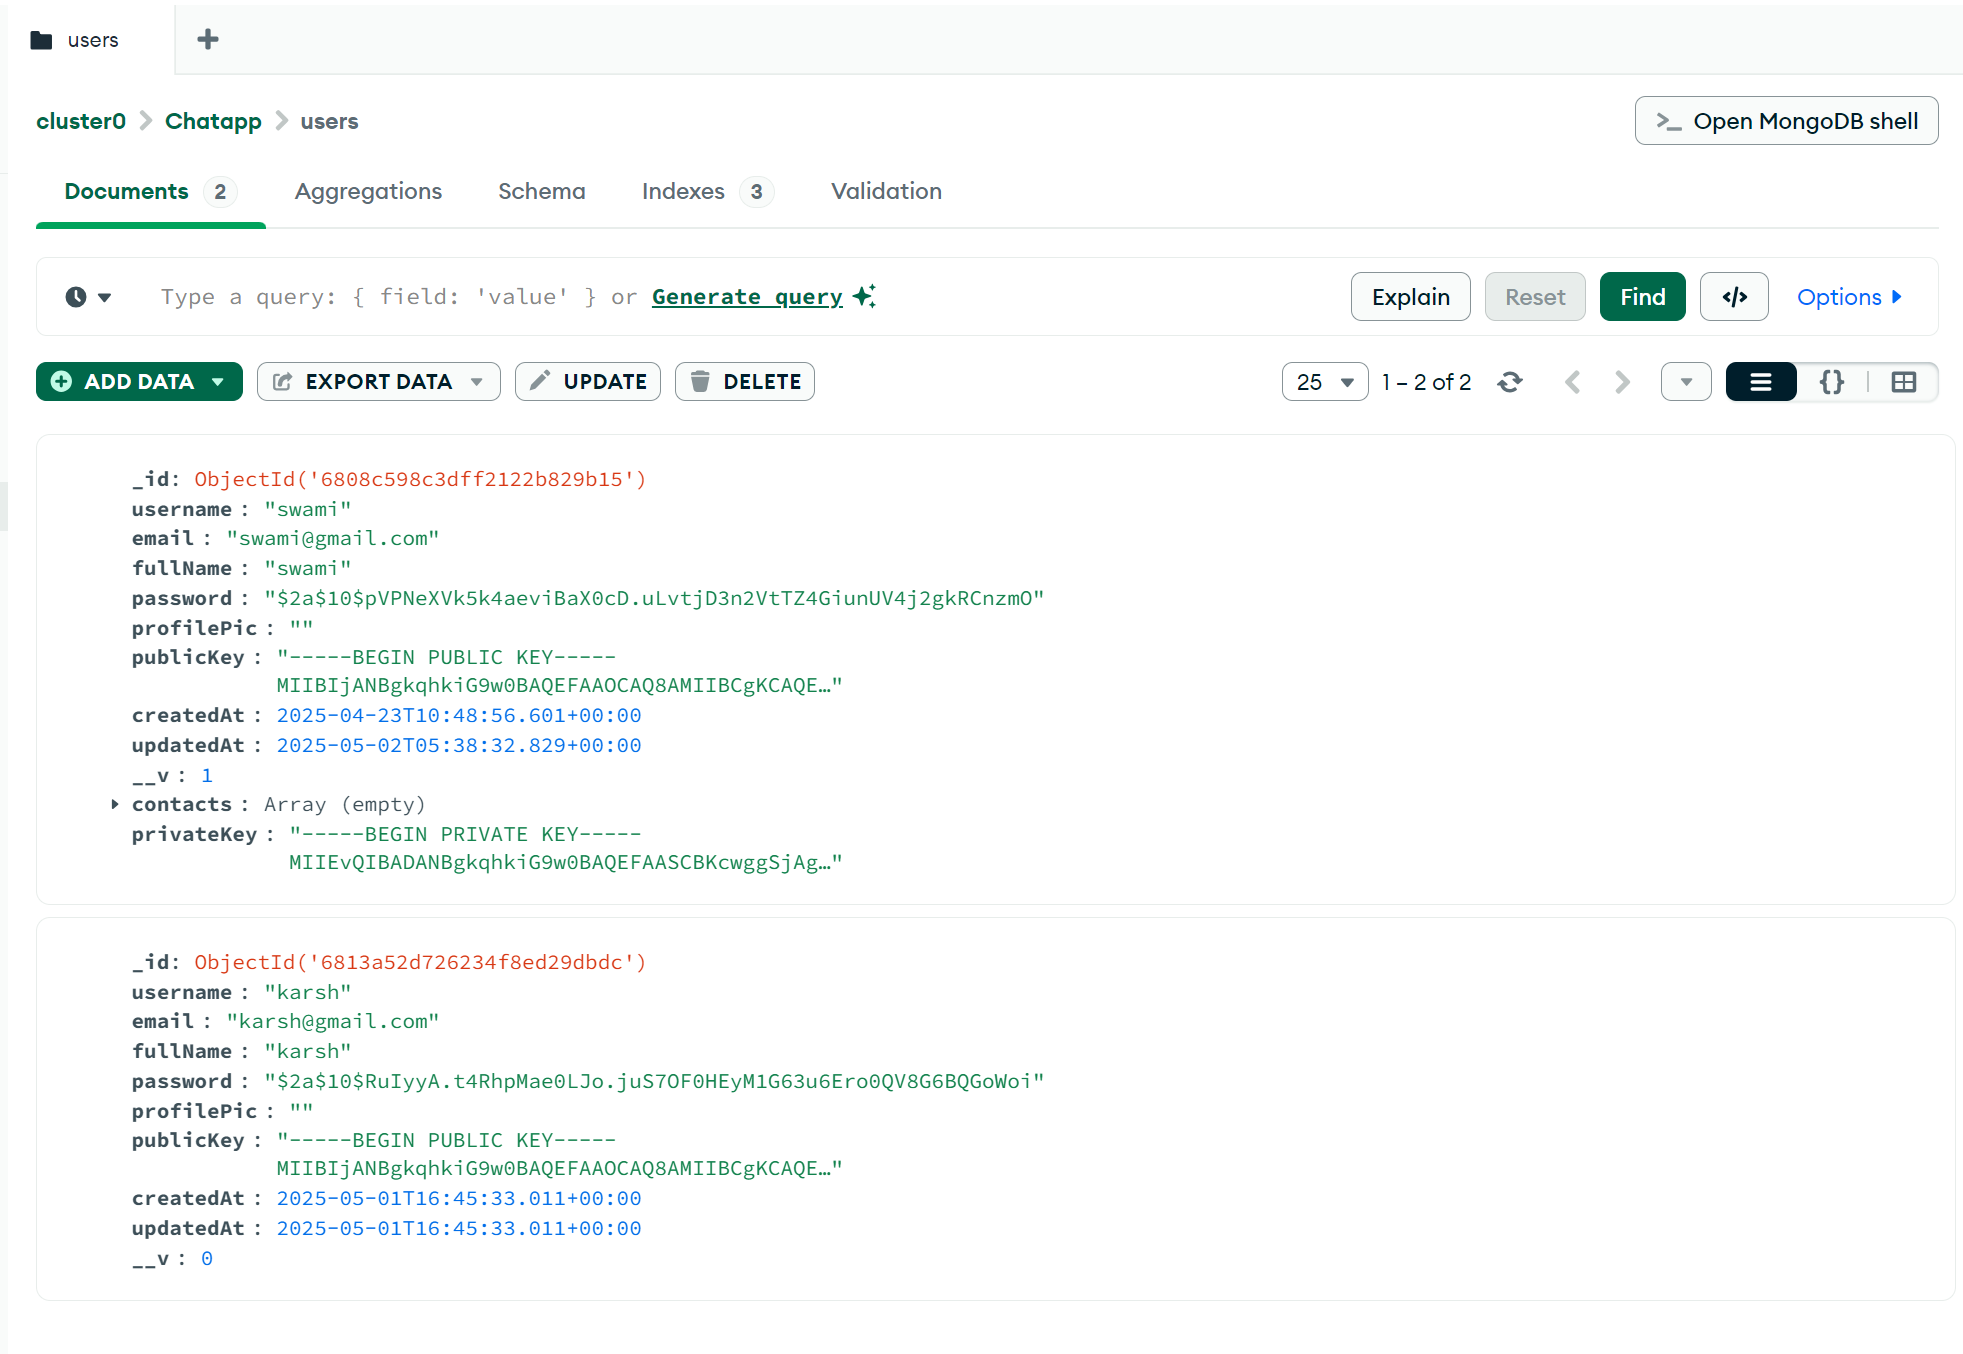 users
cluster0 Chatapp users
>_ Open MongoDB shell
Documents 2 Aggregations Schema Indexes 3 Validation
Type a query: { field: 'value' } or Generate query Explain Reset Find </> Options
ADD DATA EXPORT DATA UPDATE DELETE 25 1 – 2 of 2 {}
_id: ObjectId('6808c598c3dff2122b829b15')
username : "swami"
email : "swami@gmail.com"
fullName : "swami"
password : "$2a$10$pVPNeXVk5k4aeviBaX0cD.uLvtjD3n2VtTZ4GiunUV4j2gkRCnzmO"
profilePic : ""
publicKey : "-----BEGIN PUBLIC KEY-----
MIIBIjANBgkqhkiG9w0BAQEFAAOCAQ8AMIIBCgKCAQE…"
createdAt : 2025-04-23T10:48:56.601+00:00
updatedAt : 2025-05-02T05:38:32.829+00:00
__v : 1
contacts : Array (empty)
privateKey : "-----BEGIN PRIVATE KEY-----
MIIEvQIBADANBgkqhkiG9w0BAQEFAASCBKcwggSjAg…"
_id: ObjectId('6813a52d726234f8ed29dbdc')
username : "karsh"
email : "karsh@gmail.com"
fullName : "karsh"
password : "$2a$10$RuIyyA.t4RhpMae0LJo.juS7OF0HEyM1G63u6Ero0QV8G6BQGoWoi"
profilePic : ""
publicKey : "-----BEGIN PUBLIC KEY-----
MIIBIjANBgkqhkiG9w0BAQEFAAOCAQ8AMIIBCgKCAQE…"
createdAt : 2025-05-01T16:45:33.011+00:00
updatedAt : 2025-05-01T16:45:33.011+00:00
__v : 0